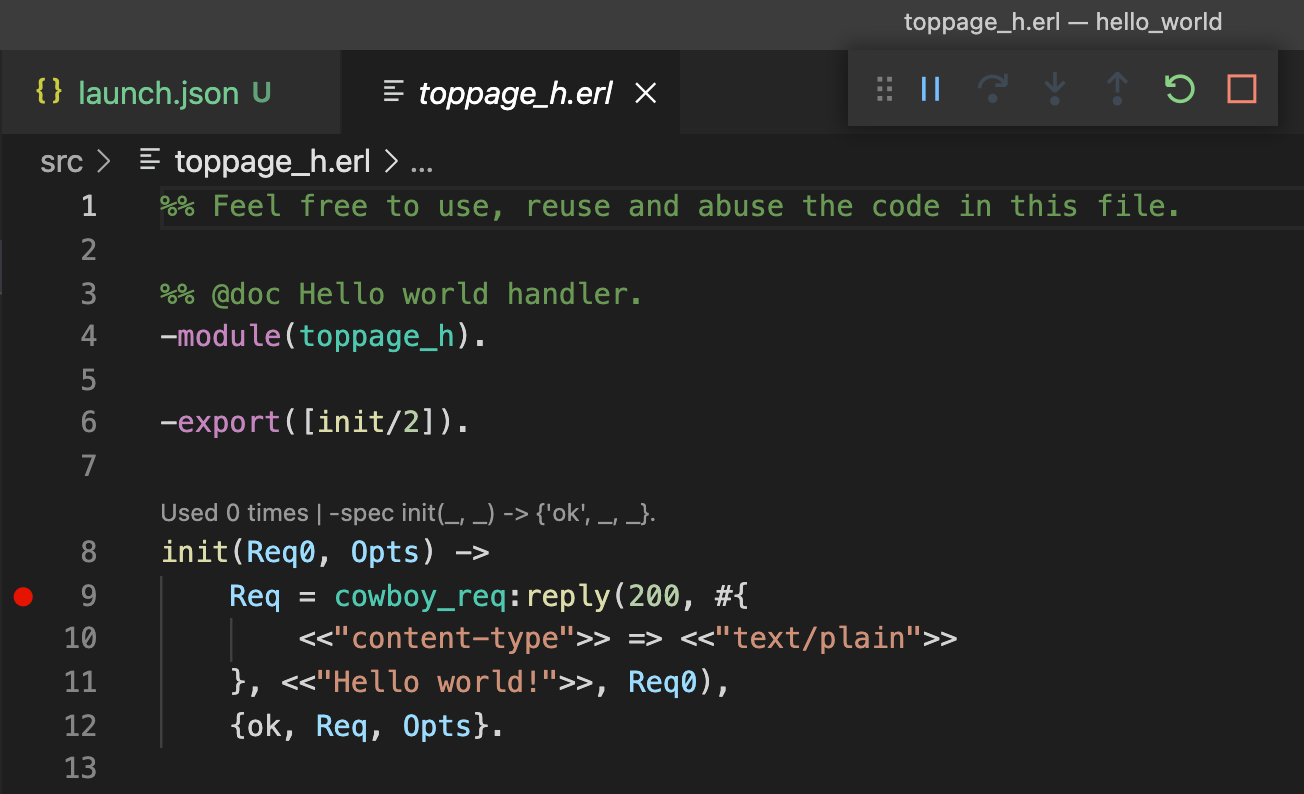 toppage_h.erl — hello_world
{} launch.json U toppage_h.erl
src > toppage_h.erl > ...
1 %% Feel free to use, reuse and abuse the code in this file.
2
3 %% @doc Hello world handler.
4 -module(toppage_h).
5
6 -export([init/2]).
7
Used 0 times | -spec init(_, _) -> {'ok', _, _}.
8 init(Req0, Opts) ->
9     Req = cowboy_req:reply(200, #{
10         <<"content-type">> => <<"text/plain">>
11     }, <<"Hello world!">>, Req0),
12     {ok, Req, Opts}.
13